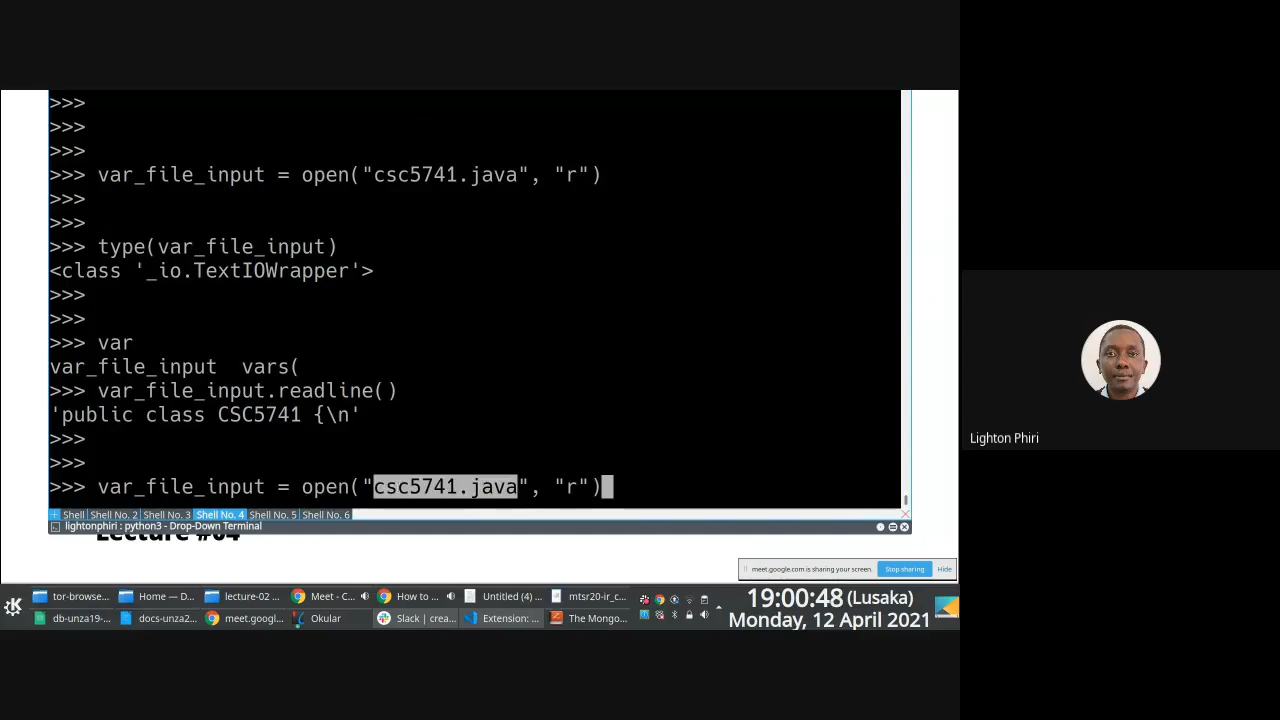 >>>
>>>
>>>
>>> var_file_input = open("csc5741.java", "r")
>>>
>>>
>>> type(var_file_input)
<class '_io.TextIOWrapper'>
>>>
>>>
>>> var
var_file_input  vars(
>>> var_file_input.readline()
'public class CSC5741 {\n'
>>>
>>>
>>> var_file_input = open("csc5741.java", "r")
Shell Shell No. 2 Shell No. 3 Shell No. 4 Shell No. 5 Shell No. 6
lightonphiri : python3 - Drop-Down Terminal
Lecture #04
meet.google.com is sharing your screen. Stop sharing Hide
tor-browse... Home — D... lecture-02 ... Meet - C... How to ... Untitled (4) ... mtsr20-ir_c...
db-unza19-... docs-unza2... meet.googl... Okular Slack | crea... Extension: ... The Mongo...
19:00:48 (Lusaka)
Monday, 12 April 2021
Lighton Phiri